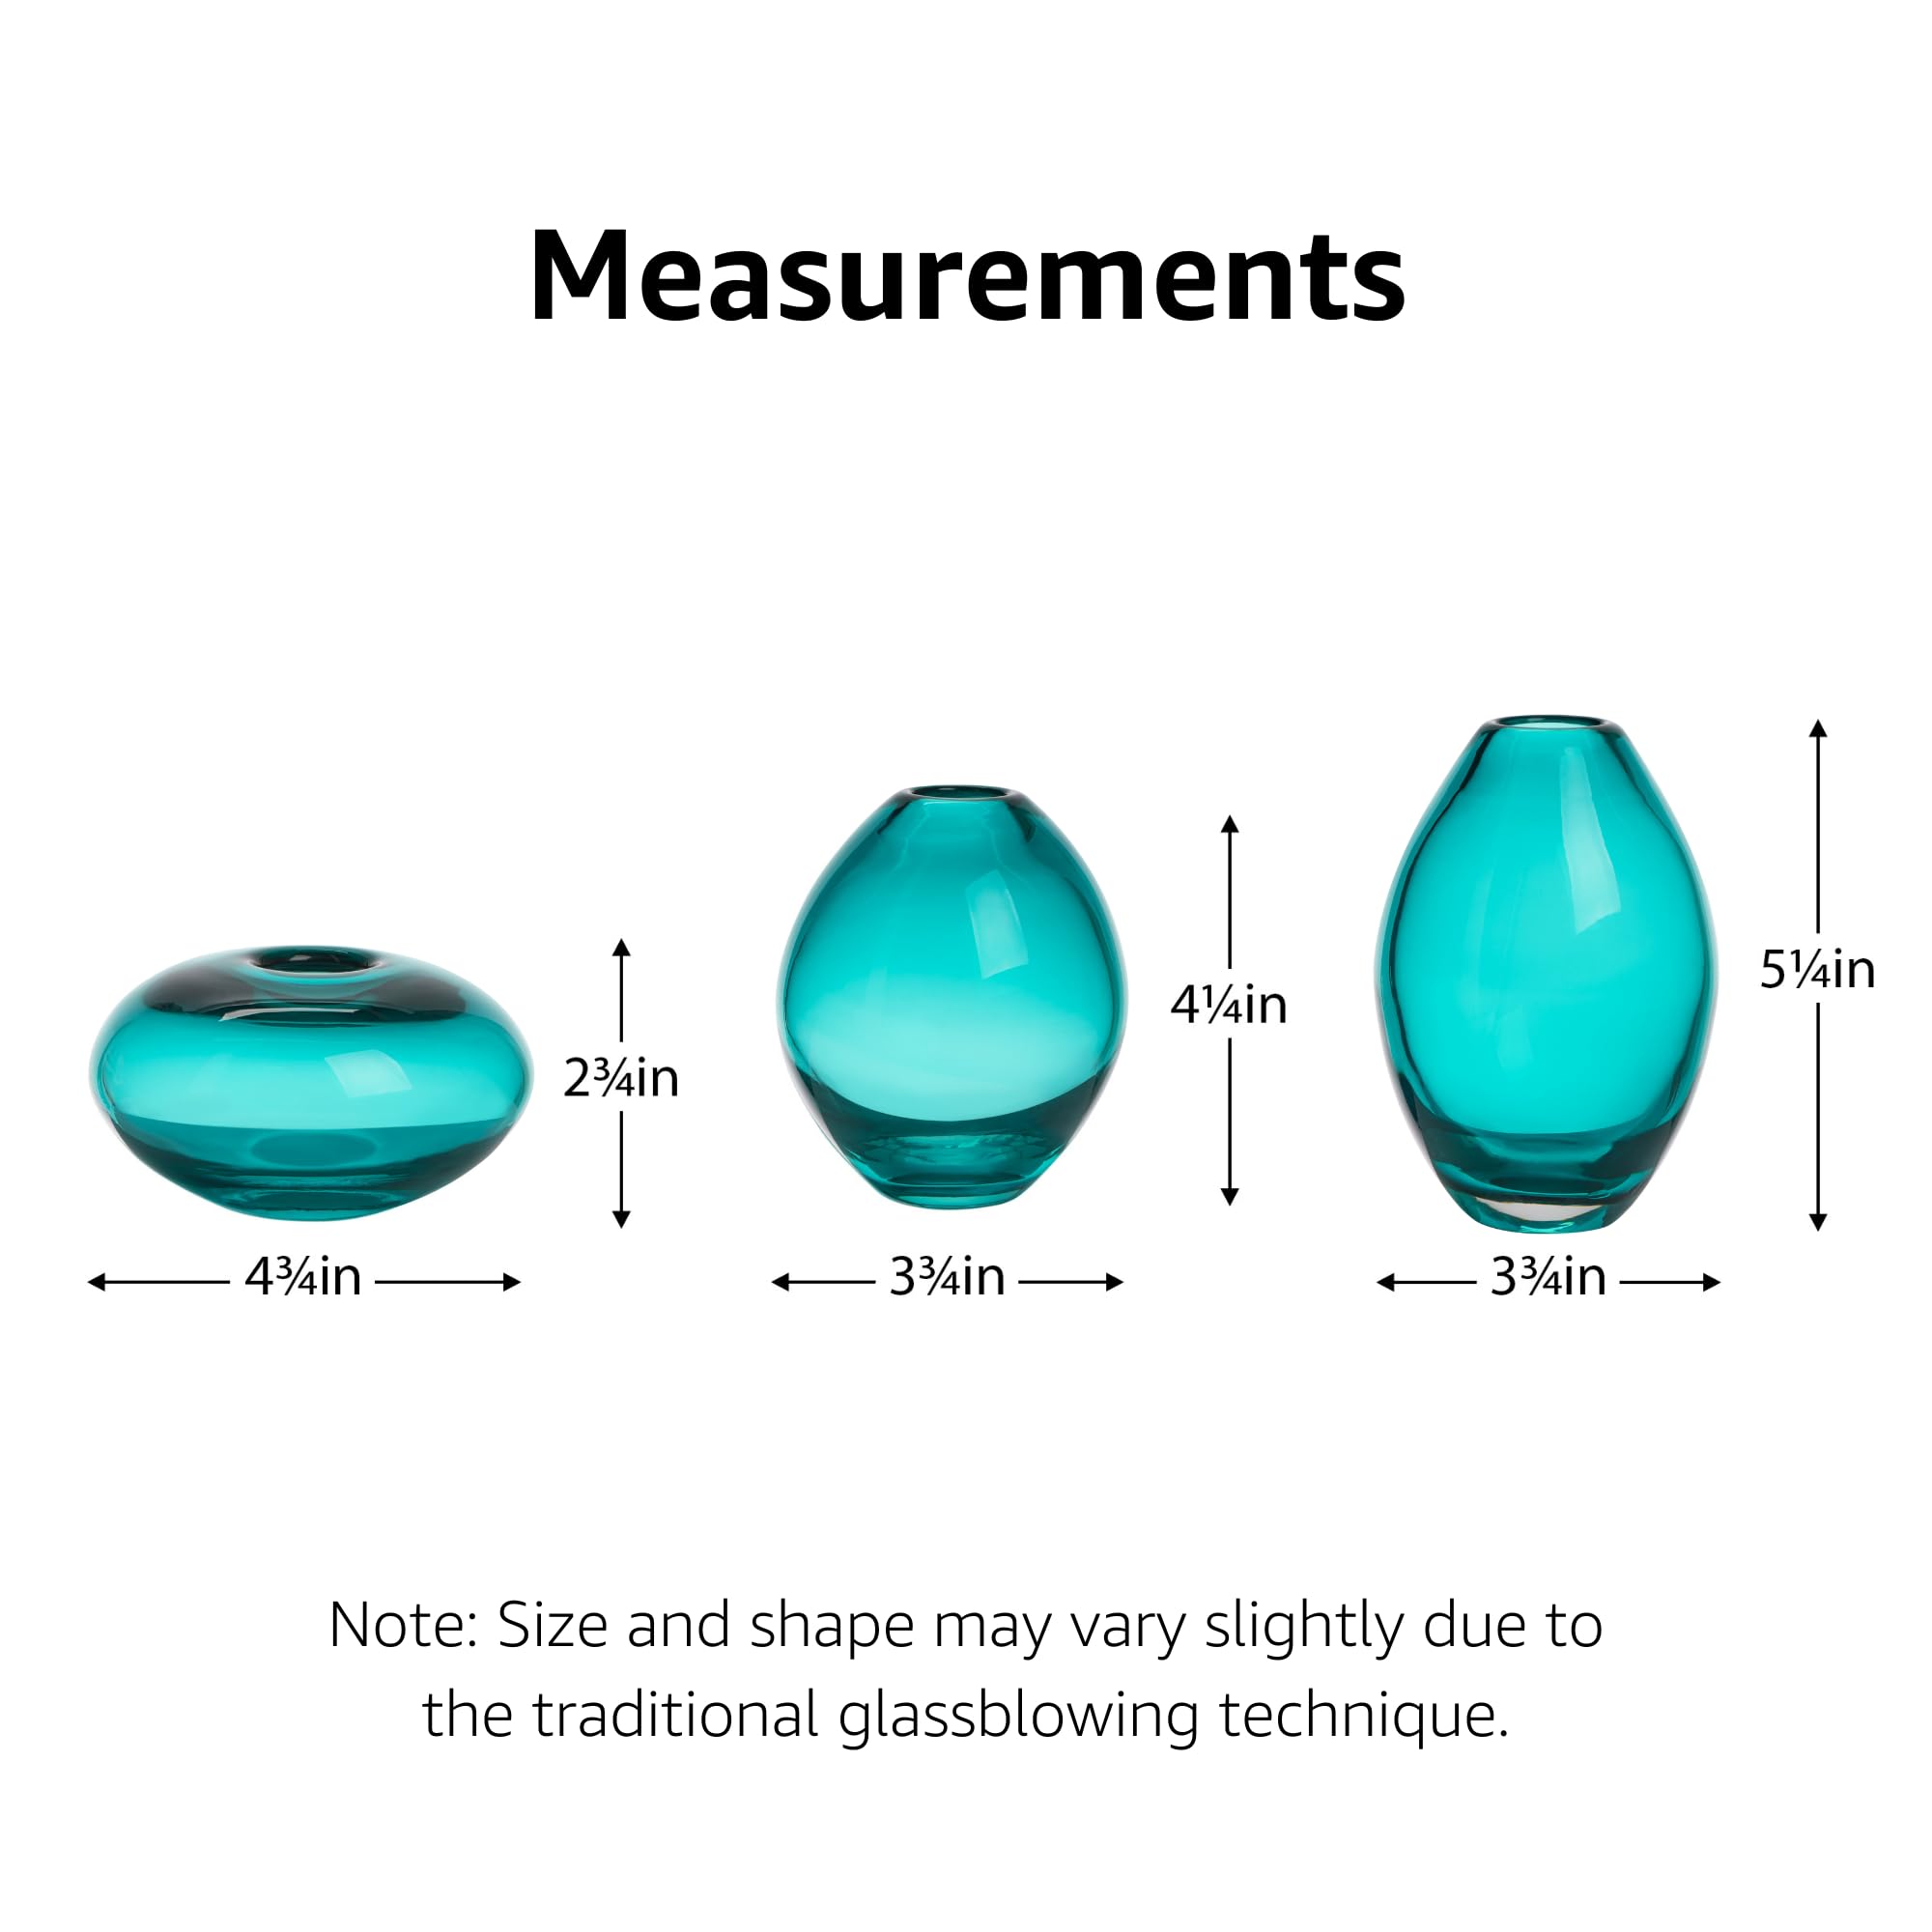 Measurements
5¼in
4¼in
2¾in
4¾in
3¾in
3¾in
Note: Size and shape may vary slightly due to
the traditional glassblowing technique.